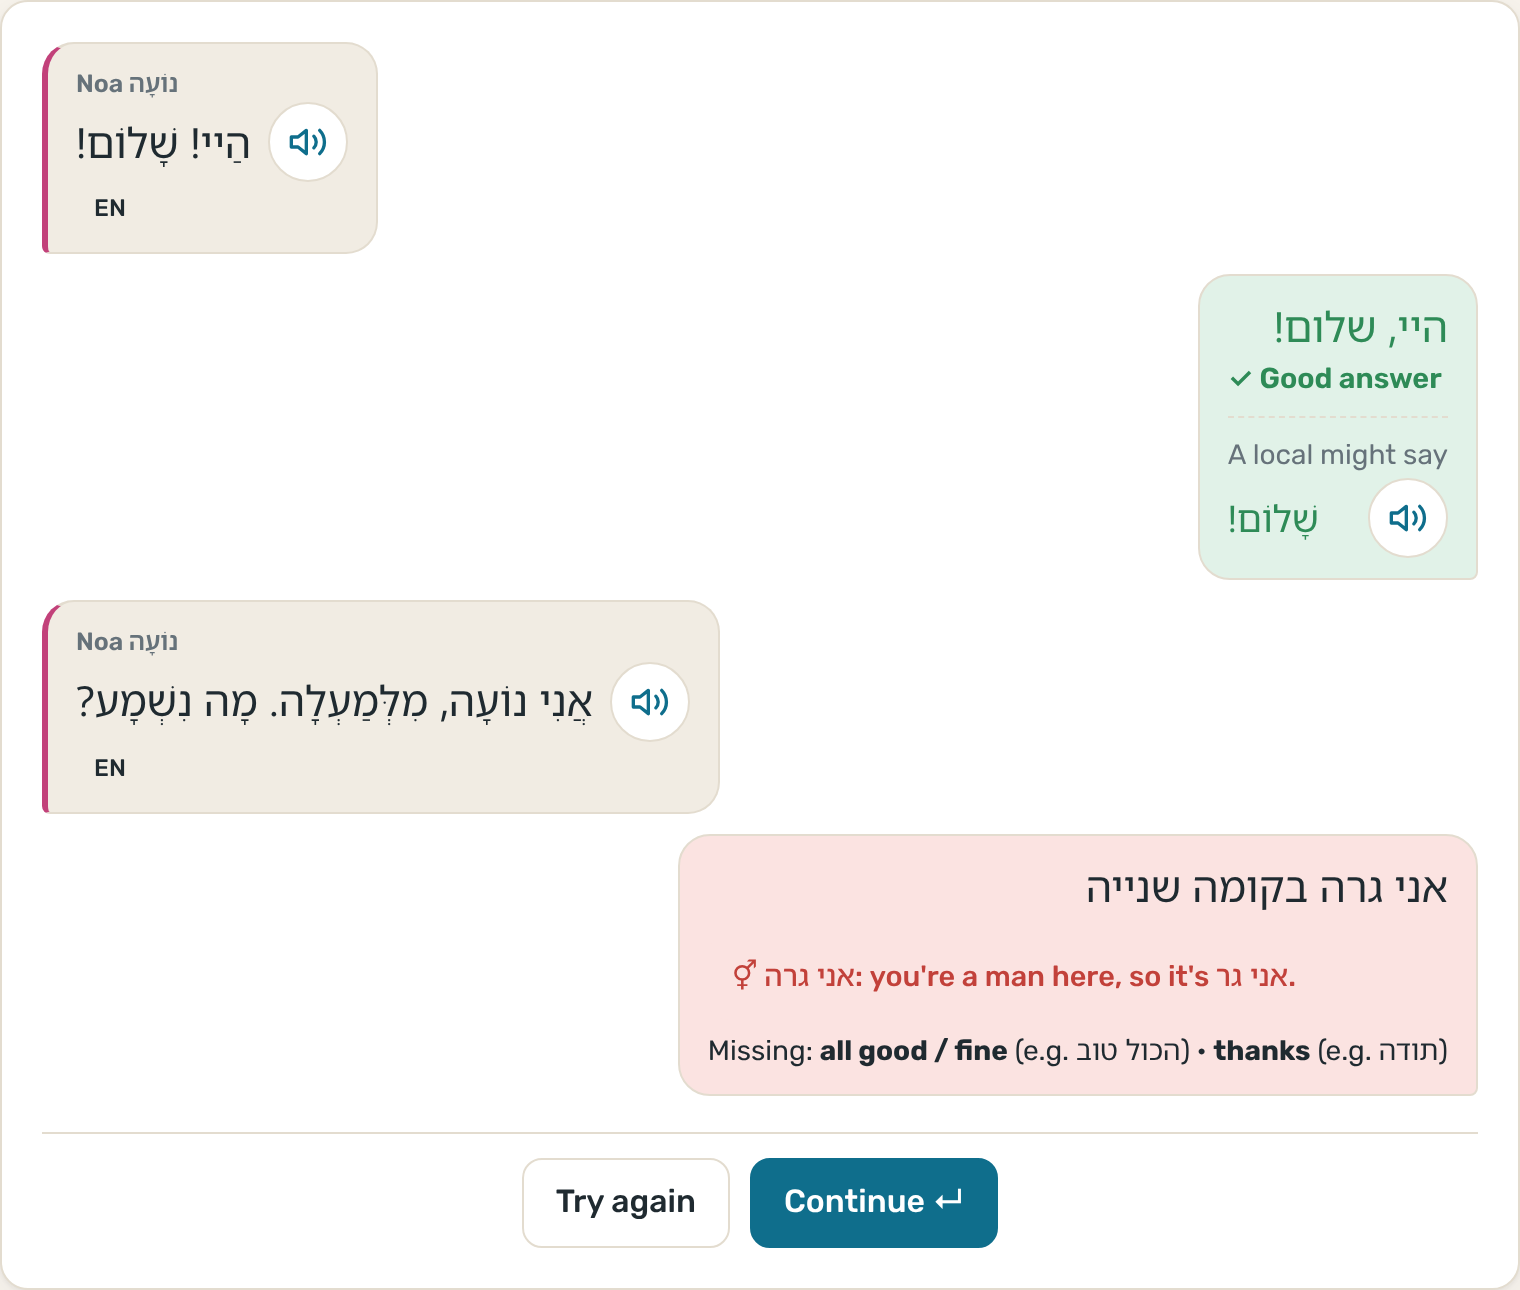 Noa נוֹעָה
הַיי! שָׁלוֹם!
EN
היי, שלום!
✓ Good answer
A local might say
שָׁלוֹם!
Noa נוֹעָה
אֲנִי נוֹעָה, מִלְּמַעְלָה. מָה נִשְׁמָע?
EN
אני גרה בקומה שנייה
⚥ אני גרה: you're a man here, so it's אני גר.
Missing: all good / fine (e.g. הכול טוב) • thanks (e.g. תודה)
Try again
Continue ↵